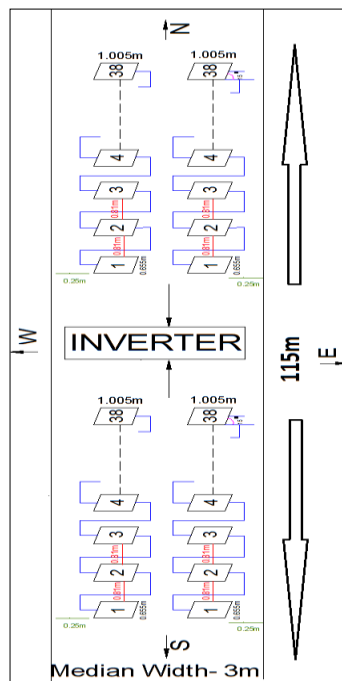 N
1.005m 1.005m
38 38
4 4
3 3
0.81m 0.81m
2 2
0.81m 0.81m
1 0.655m 1 0.655m
0.25m 0.25m
W
INVERTER
115m
E
1.005m 1.005m
38 38
4 4
3 3
0.81m 0.81m
2 2
0.81m 0.81m
1 0.655m 1 0.655m
0.25m 0.25m
S
Median Width- 3m